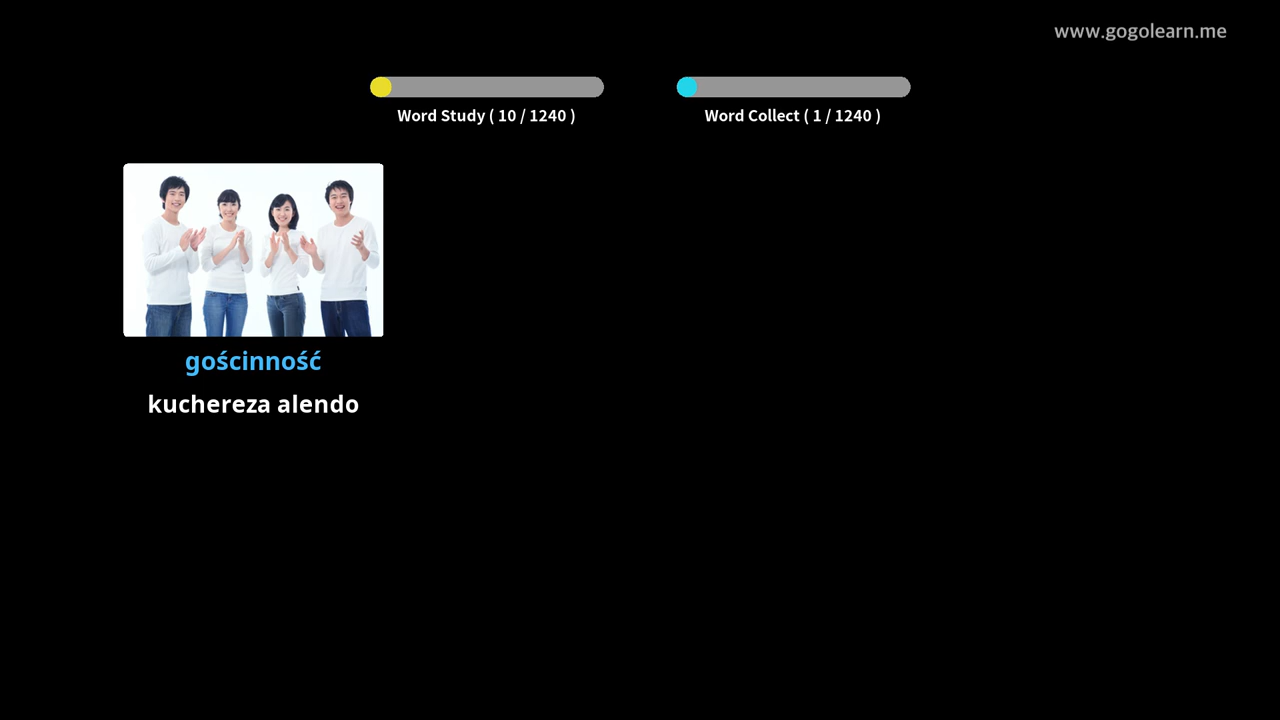 www.gogolearn.me
Word Study ( 10 / 1240 )
Word Collect ( 1 / 1240 )
gościnność
kuchereza alendo